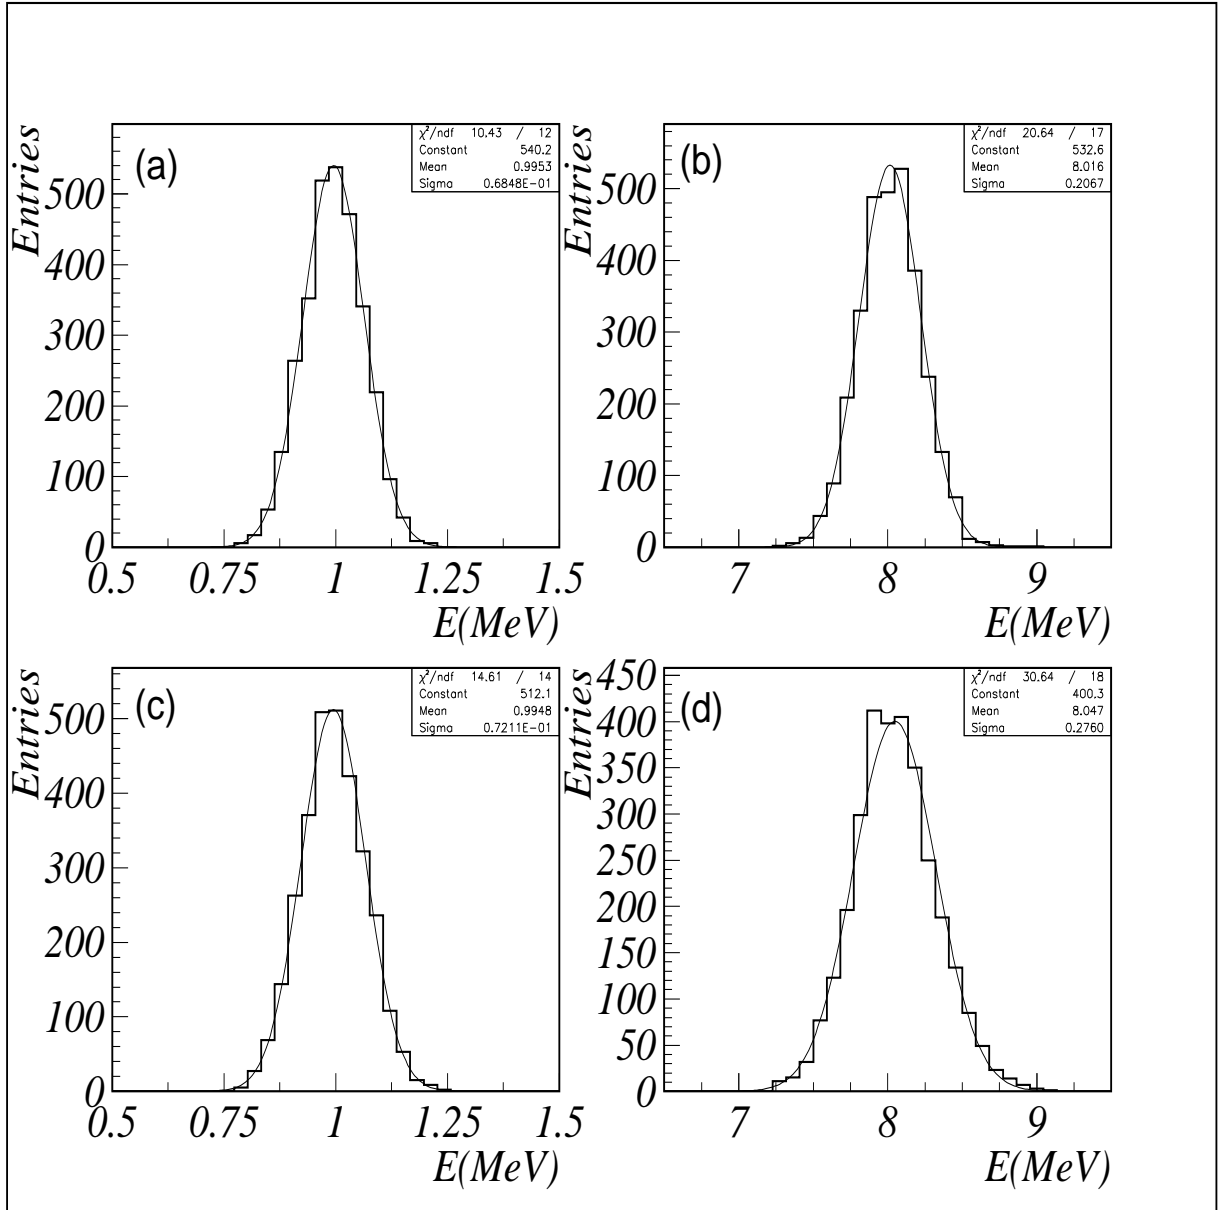 (a)
Entries
χ²/ndf 10.43 / 12
Constant 540.2
Mean 0.9953
Sigma 0.6848E-01
500
400
300
200
100
0
0.5 0.75 1 1.25 1.5
E(MeV)
(b)
Entries
χ²/ndf 20.64 / 17
Constant 532.6
Mean 8.016
Sigma 0.2067
500
400
300
200
100
0
7 8 9
E(MeV)
(c)
Entries
χ²/ndf 14.61 / 14
Constant 512.1
Mean 0.9948
Sigma 0.7211E-01
500
400
300
200
100
0
0.5 0.75 1 1.25 1.5
E(MeV)
(d)
Entries
χ²/ndf 30.64 / 18
Constant 400.3
Mean 8.047
Sigma 0.2760
450
400
350
300
250
200
150
100
50
0
7 8 9
E(MeV)